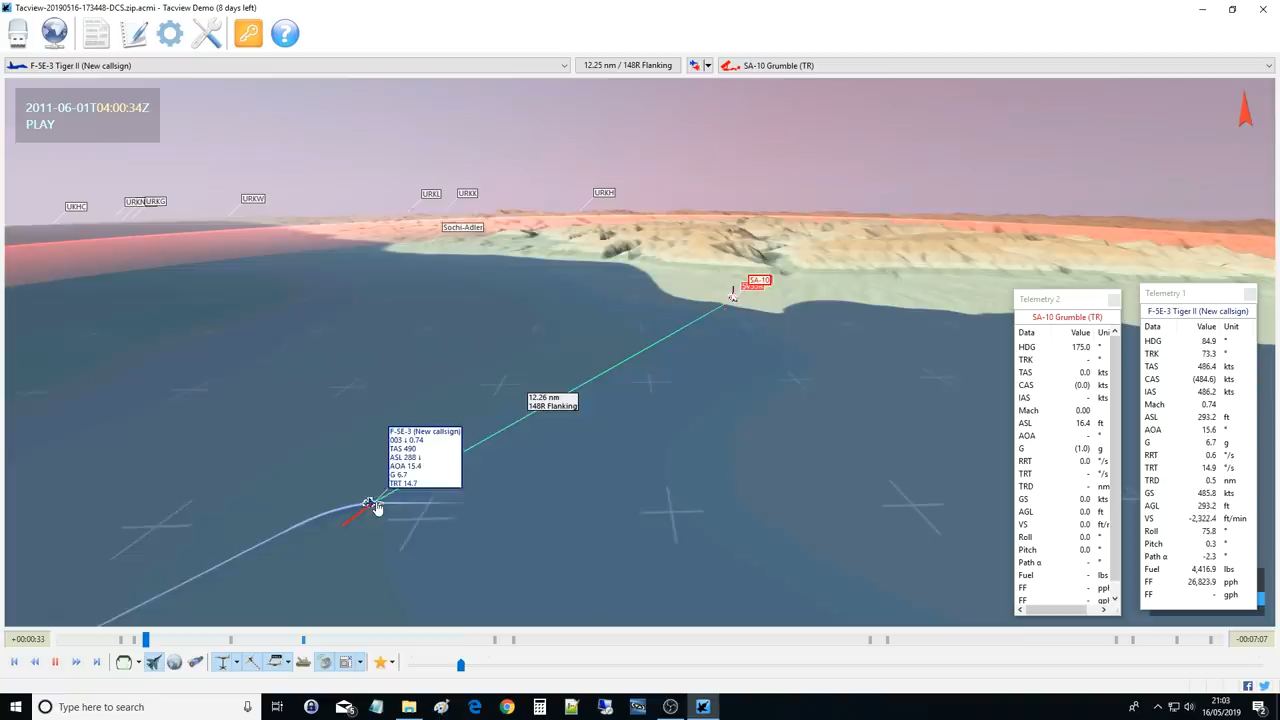 Tacview-20190516-173448-DCS.zip.acmi - Tacview Demo (8 days left)
F-5E-3 Tiger II (New callsign)
12.25 nm / 148R Flanking
SA-10 Grumble (TR)
2011-06-01T04:00:34Z
PLAY
UKHC
URKG
URKW
URKL
URKK
URKH
Sochi-Adler
SA-10
12.26 nm
148R Flanking
F-5E-3 (New callsign)
003 ↓ 0.74
TAS 490
ASL 288 ↓
AOA 15.4
G 6.7
TRT 14.7
Telemetry 2
SA-10 Grumble (TR)
Data Value Uni
HDG 175.0 °
TRK - °
TAS 0.0 kts
CAS (0.0) kts
IAS - kts
Mach 0.00
ASL 16.4 ft
AOA - °
G (1.0) g
RRT 0.0 °/s
TRT - °/s
TRD - nm
GS 0.0 kts
AGL 0.0 ft
VS 0.0 ft/r
Roll 0.0 °
Pitch 0.0 °
Path α - °
Fuel - lbs
FF - ppl
FF - gpl
Telemetry 1
F-5E-3 Tiger II (New callsign)
Data Value Unit
HDG 84.9 °
TRK 73.3 °
TAS 486.4 kts
CAS (484.6) kts
IAS 486.2 kts
Mach 0.74
ASL 293.2 ft
AOA 15.6 °
G 6.7 g
RRT 0.6 °/s
TRT 14.9 °/s
TRD 0.5 nm
GS 485.8 kts
AGL 293.2 ft
VS -2,322.4 ft/min
Roll 75.8 °
Pitch 0.3 °
Path α -2.3 °
Fuel 4,416.9 lbs
FF 26,823.9 pph
FF - gph
+00:00:33
-00:07:07
Type here to search
21:03
16/05/2019